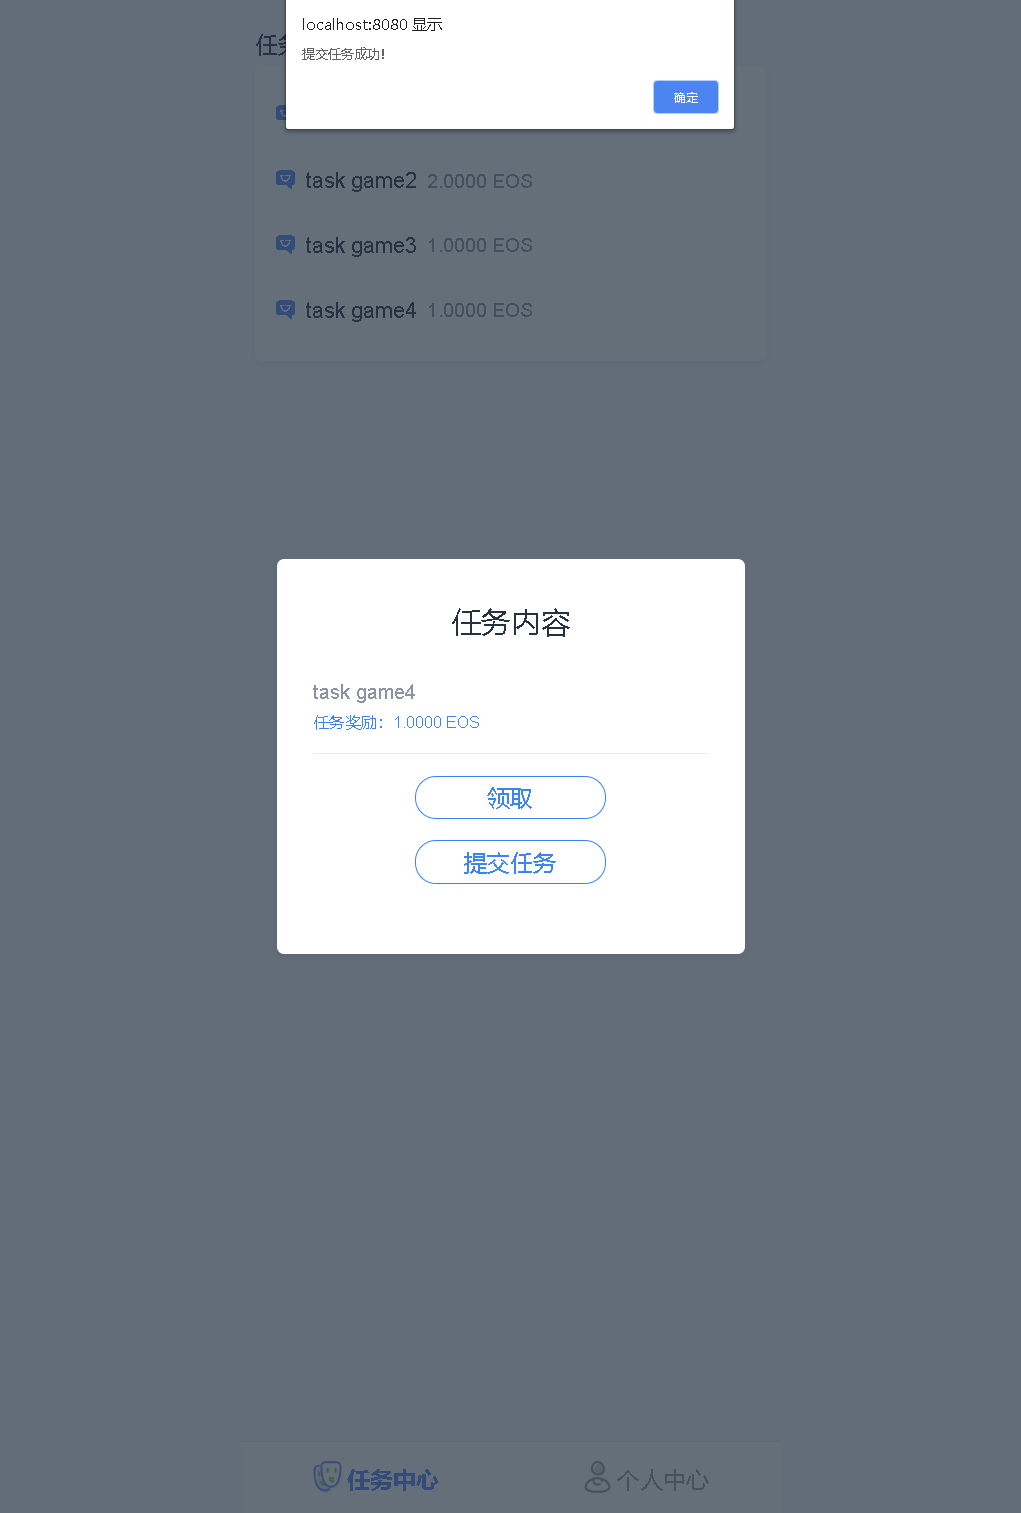 localhost:8080 显示
提交任务成功！
确定
任务
task game2 2.0000 EOS
task game3 1.0000 EOS
task game4 1.0000 EOS
任务内容
task game4
任务奖励：1.0000 EOS
领取
提交任务
任务中心
个人中心